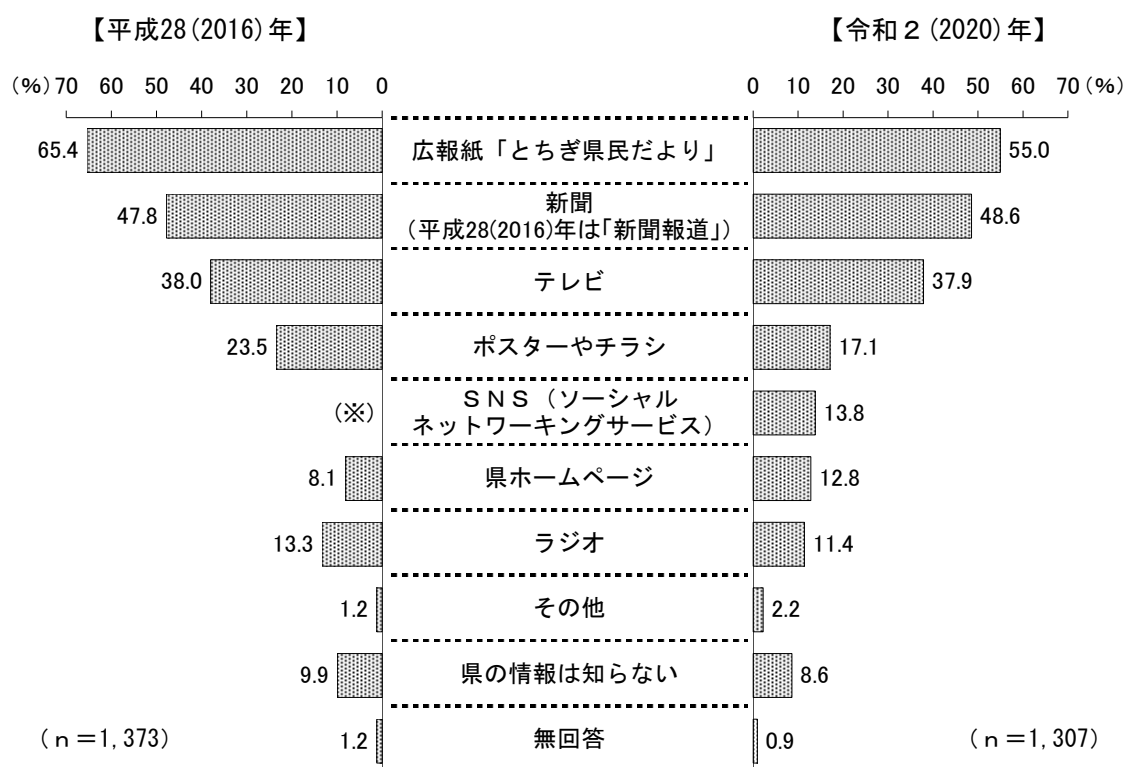 【平成28(2016)年】 【令和２(2020)年】
(%) 70 60 50 40 30 20 10 0 0 10 20 30 40 50 60 70 (%)
65.4 広報紙「とちぎ県民だより」 55.0
新聞
47.8 （平成28(2016)年は「新聞報道」） 48.6
38.0 テレビ 37.9
23.5 ポスターやチラシ 17.1
ＳＮＳ（ソーシャル
(※) ネットワーキングサービス） 13.8
8.1 県ホームページ 12.8
13.3 ラジオ 11.4
1.2 その他 2.2
9.9 県の情報は知らない 8.6
(ｎ＝1,373) 1.2 無回答 0.9 (ｎ＝1,307)